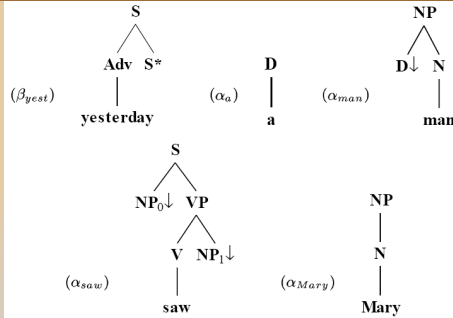 S
NP
Adv S*
D
D↓ N
(β_yest)
(α_a)
(α_man)
yesterday
a
man
S
NP₀↓ VP
NP
V NP₁↓
N
(α_saw)
(α_Mary)
saw
Mary